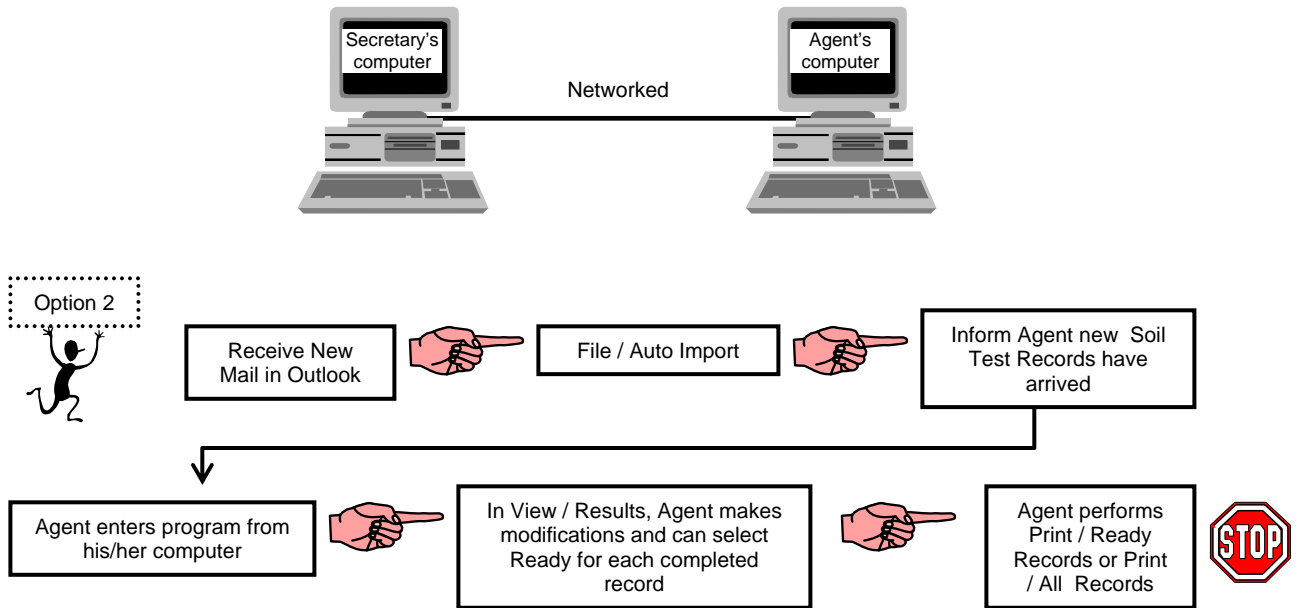 Secretary's
computer
Agent's
computer
Networked
Option 2
Receive New
Mail in Outlook
File / Auto Import
Inform Agent new Soil
Test Records have
arrived
Agent enters program from
his/her computer
In View / Results, Agent makes
modifications and can select
Ready for each completed
record
Agent performs
Print / Ready
Records or Print
/ All Records
STOP